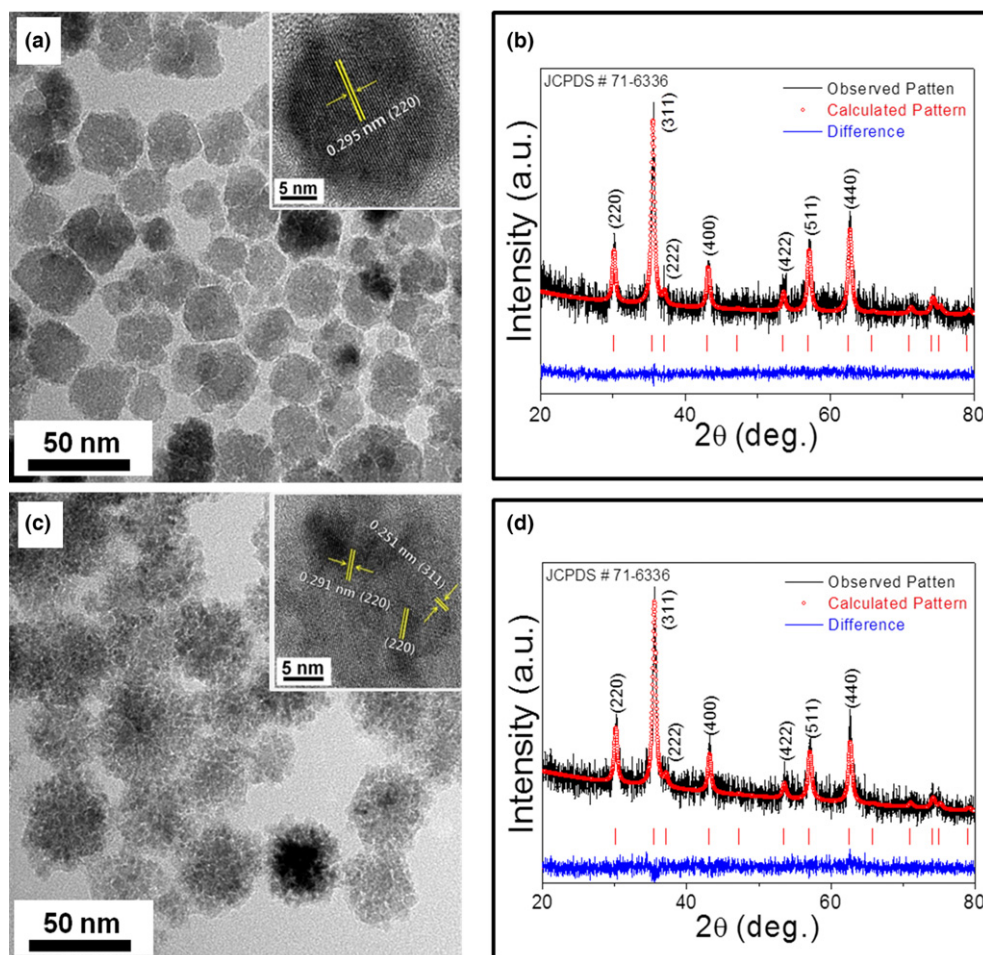 (a)
0.295 nm (220)
5 nm
50 nm
(b)
JCPDS # 71-6336
Observed Patten
Calculated Pattern
Difference
(220)
(311)
(222)
(400)
(422)
(511)
(440)
Intensity (a.u.)
20 40 60 80
2θ (deg.)
(c)
0.251 nm (311)
0.291 nm (220)
(220)
5 nm
50 nm
(d)
JCPDS # 71-6336
Observed Patten
Calculated Pattern
Difference
(220)
(311)
(222)
(400)
(422)
(511)
(440)
Intensity (a.u.)
20 40 60 80
2θ (deg.)